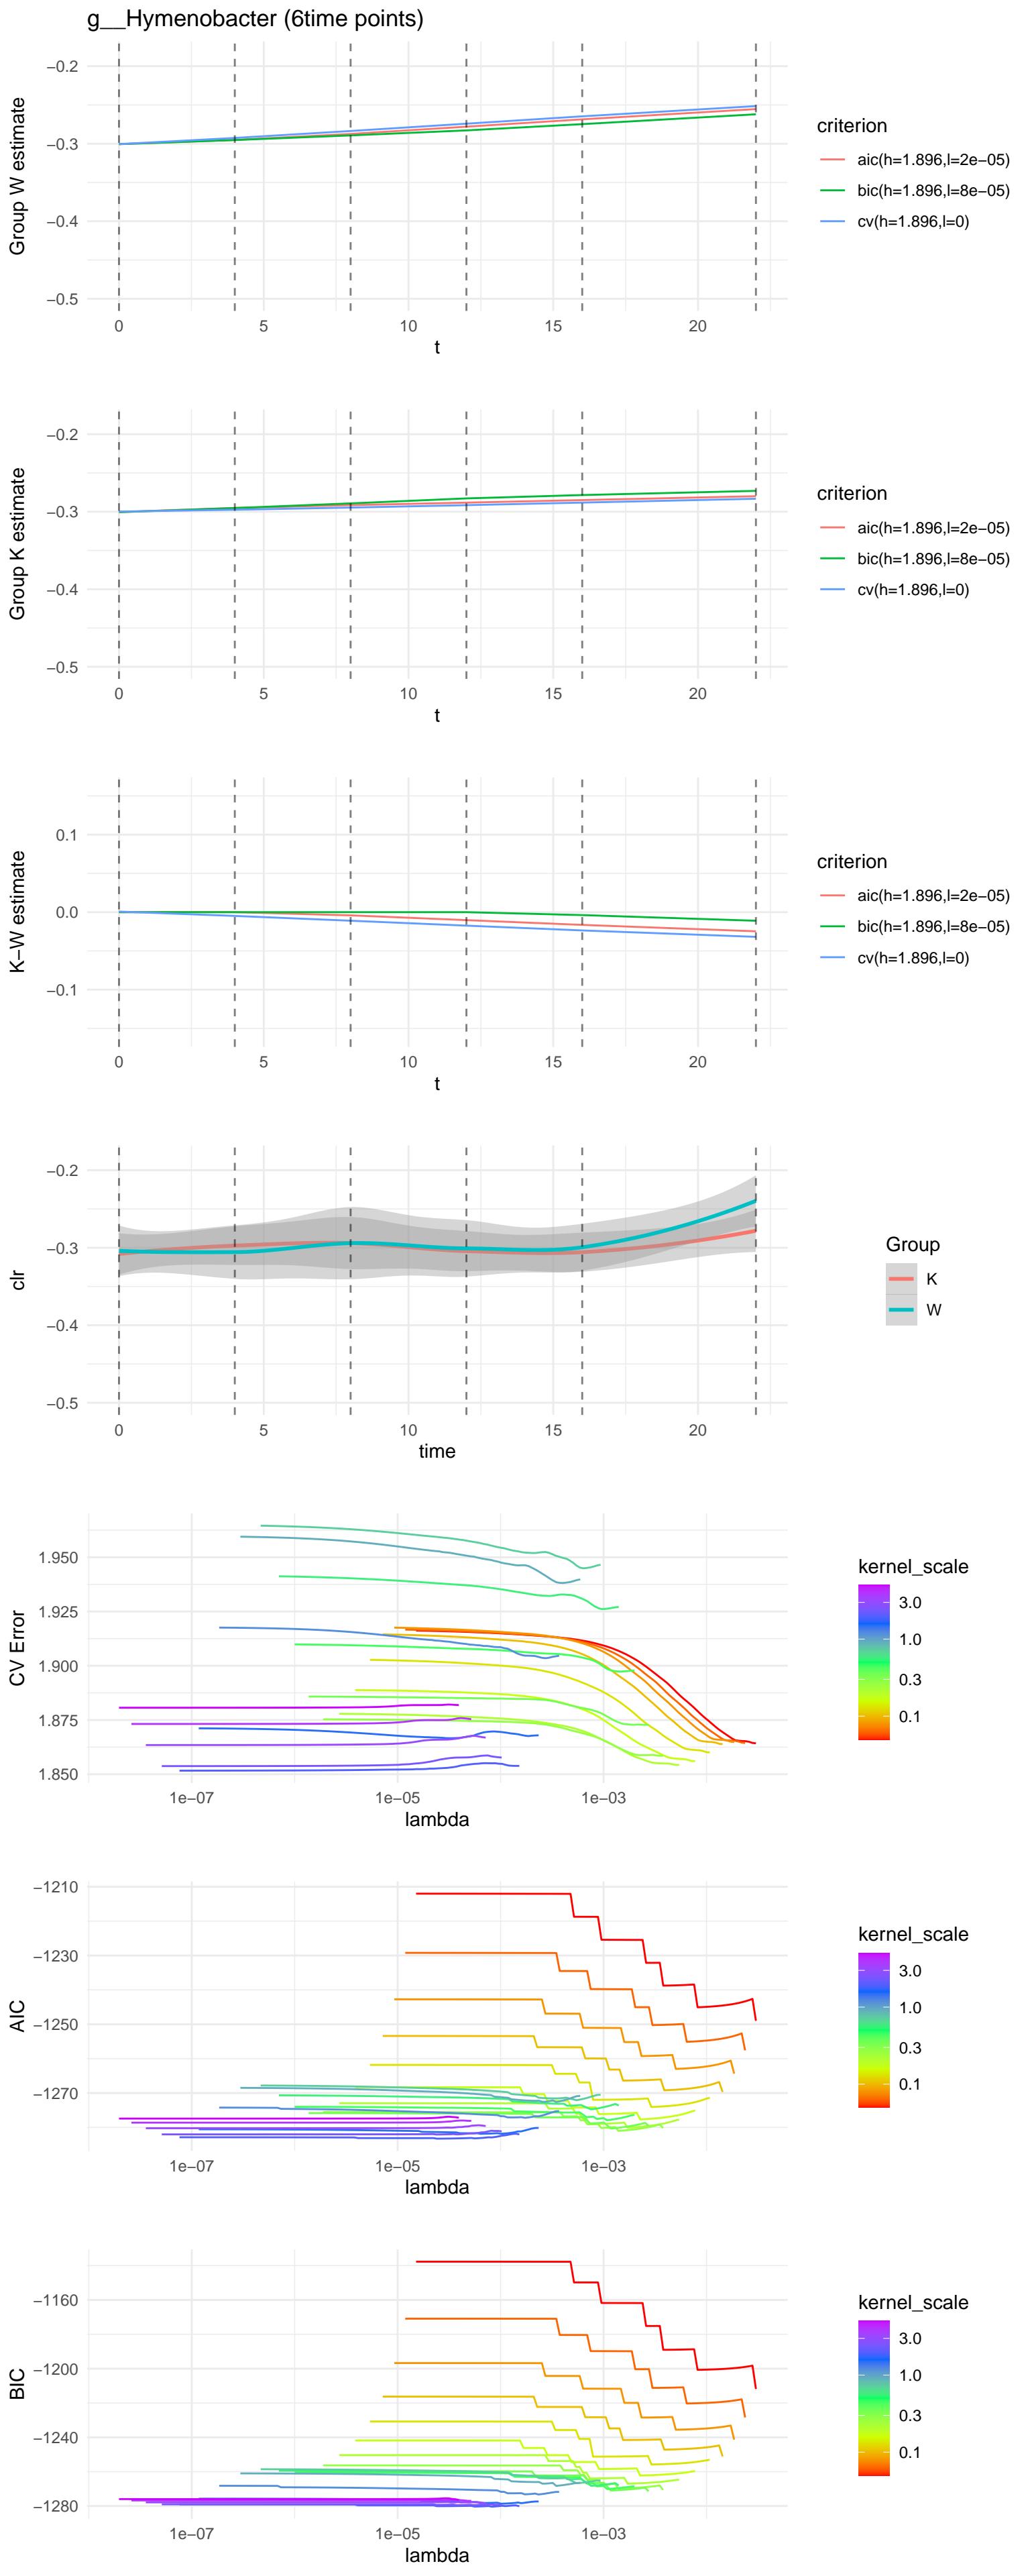 g__Hymenobacter (6time points)
Group W estimate
−0.2
−0.3
−0.4
−0.5
0 5 10 15 20
t
criterion
aic(h=1.896,l=2e−05)
bic(h=1.896,l=8e−05)
cv(h=1.896,l=0)
Group K estimate
−0.2
−0.3
−0.4
−0.5
0 5 10 15 20
t
criterion
aic(h=1.896,l=2e−05)
bic(h=1.896,l=8e−05)
cv(h=1.896,l=0)
K−W estimate
0.1
0.0
−0.1
0 5 10 15 20
t
criterion
aic(h=1.896,l=2e−05)
bic(h=1.896,l=8e−05)
cv(h=1.896,l=0)
clr
−0.2
−0.3
−0.4
−0.5
0 5 10 15 20
time
Group
K
W
CV Error
1.950
1.925
1.900
1.875
1.850
1e−07 1e−05 1e−03
lambda
kernel_scale
3.0
1.0
0.3
0.1
AIC
−1210
−1230
−1250
−1270
1e−07 1e−05 1e−03
lambda
kernel_scale
3.0
1.0
0.3
0.1
BIC
−1160
−1200
−1240
−1280
1e−07 1e−05 1e−03
lambda
kernel_scale
3.0
1.0
0.3
0.1